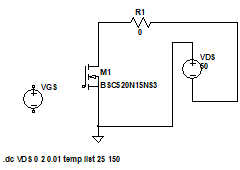 R1
0
VDS
50
M1
BSC520N15NS3
VGS
.dc VDS 0 2 0.01 temp list 25 150